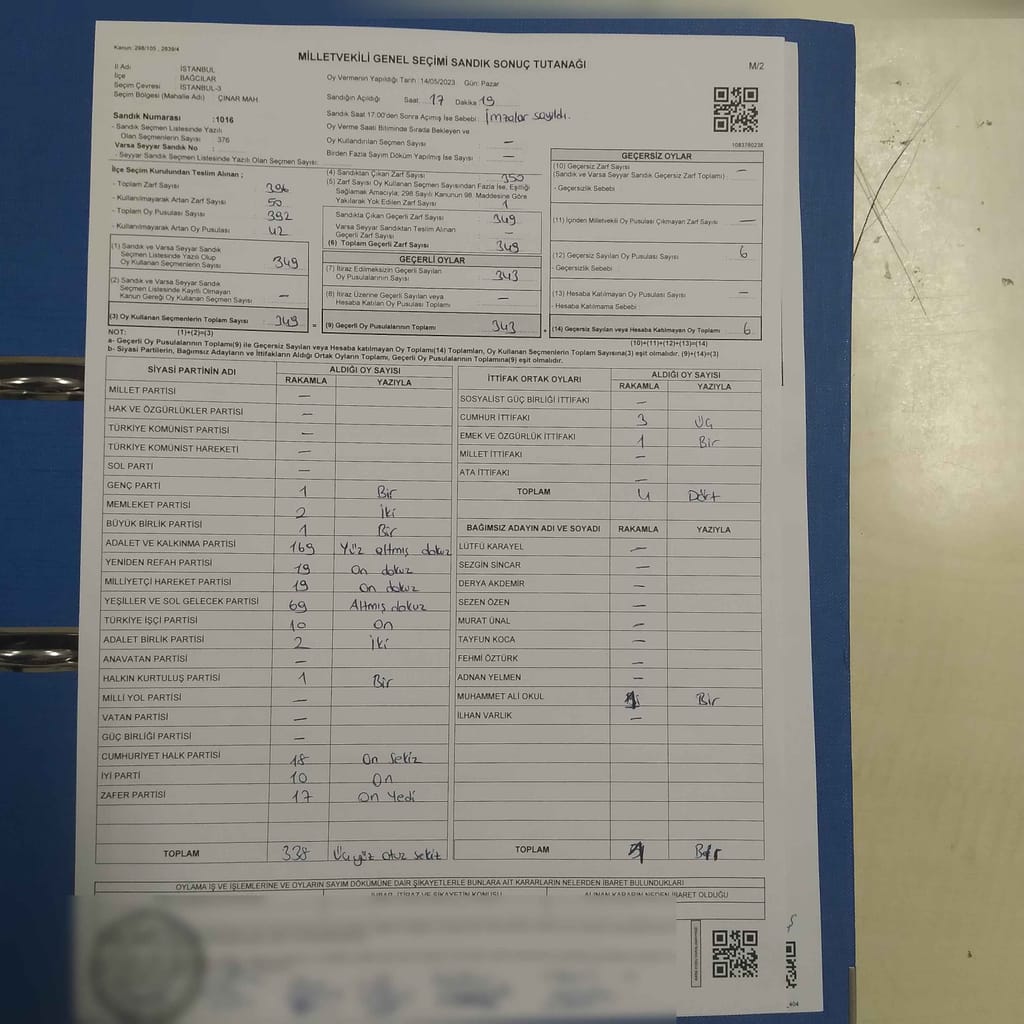 Kanun: 298/105 , 2839/4
MİLLETVEKİLİ GENEL SEÇİMİ SANDIK SONUÇ TUTANAĞI
M/2
İl Adı : İSTANBUL
İlçe : BAĞCILAR
Seçim Çevresi : İSTANBUL-3
Seçim Bölgesi (Mahalle Adı) : ÇINAR MAH
Sandık Numarası :1016
- Sandık Seçmen Listesinde Yazılı
Olan Seçmenlerin Sayısı : 376
Varsa Seyyar Sandık No :
- Seyyar Sandık Seçmen Listesinde Yazılı Olan Seçmen Sayısı:
Oy Vermenin Yapıldığı Tarih : 14/05/2023 Gün: Pazar
Sandığın Açıldığı Saat: 17 Dakika 19
Sandık Saat 17:00'den Sonra Açımış İse Sebebi : İmzalar sayıldı.
Oy Verme Saati Bitiminde Sırada Bekleyen ve
Oy Kullandırılan Seçmen Sayısı : —
Birden Fazla Sayım Döküm Yapılmış İse Sayısı : —
1083780238
İlçe Seçim Kurulundan Teslim Alınan ;
- Toplam Zarf Sayısı :
- Kullanılmayarak Artan Zarf Sayısı : 50
- Toplam Oy Pusulası Sayısı : 392
- Kullanılmayarak Artan Oy Pusulası : 42
(4) Sandıktan Çıkan Zarf Sayısı : 350
(5) Zarf Sayısı Oy Kullanan Seçmen Sayısından Fazla İse, Eşitliği
Sağlamak Amacıyla; 298 Sayılı Kanunun 98. Maddesine Göre
Yakılarak Yok Edilen Zarf Sayısı : 1
Sandıkta Çıkan Geçerli Zarf Sayısı : 349
Varsa Seyyar Sandıktan Teslim Alınan
Geçerli Zarf Sayısı : —
(6) Toplam Geçerli Zarf Sayısı : 349
GEÇERSİZ OYLAR
(10) Geçersiz Zarf Sayısı : —
(Sandık ve Varsa Seyyar Sandık Geçersiz Zarf Toplamı)
- Geçersizlik Sebebi :
(11) İçinden Milletvekili Oy Pusulası Çıkmayan Zarf Sayısı : —
(12) Geçersiz Sayılan Oy Pusulası Sayısı : 6
- Geçersizlik Sebebi :
(13) Hesaba Katılmayan Oy Pusulası Sayısı : —
- Hesaba Katılmama Sebebi :
(14) Geçersiz Sayılan veya Hesaba Katılmayan Oy Toplamı : 6
(10)+(11)+(12)+(13)=(14)
(1) Sandık ve Varsa Seyyar Sandık
Seçmen Listesinde Yazılı Olup
Oy Kullanan Seçmenlerin Sayısı : 349
(2) Sandık ve Varsa Seyyar Sandık
Seçmen Listesinde Kayıtlı Olmayan
Kanun Gereği Oy Kullanan Seçmen Sayısı : —
(3) Oy Kullanan Seçmenlerin Toplam Sayısı : 349 =
(1)+(2)=(3)
GEÇERLİ OYLAR
(7) İtiraz Edilmeksizin Geçerli Sayılan
Oy Pusulalarının Sayısı : 343
(8) İtiraz Üzerine Geçerli Sayılan veya
Hesaba Katılan Oy Pusulası Toplamı : —
(9) Geçerli Oy Pusulalarının Toplamı : 343 +
NOT:
a- Geçerli Oy Pusulalarının Toplamı(9) ile Geçersiz Sayılan veya Hesaba katılmayan Oy Toplamı(14) Toplamları, Oy Kullanan Seçmenlerin Toplam Sayısına(3) eşit olmalıdır. (9)+(14)=(3)
b- Siyasi Partilerin, Bağımsız Adayların ve İttifakların Aldığı Ortak Oyların Toplamı, Geçerli Oy Pusulalarının Toplamına(9) eşit olmalıdır.
SİYASİ PARTİNİN ADI ALDIĞI OY SAYISI
RAKAMLA YAZIYLA
MİLLET PARTİSİ —
HAK VE ÖZGÜRLÜKLER PARTİSİ —
TÜRKİYE KOMÜNİST PARTİSİ —
TÜRKİYE KOMÜNİST HAREKETİ —
SOL PARTİ —
GENÇ PARTİ 1 Bir
MEMLEKET PARTİSİ 2 İki
BÜYÜK BİRLİK PARTİSİ 1 Bir
ADALET VE KALKINMA PARTİSİ 169 Yüz altmış dokuz
YENİDEN REFAH PARTİSİ 19 On dokuz
MİLLİYETÇİ HAREKET PARTİSİ 19 On dokuz
YEŞİLLER VE SOL GELECEK PARTİSİ 69 Altmış dokuz
TÜRKİYE İŞÇİ PARTİSİ 10 On
ADALET BİRLİK PARTİSİ 2 İki
ANAVATAN PARTİSİ —
HALKIN KURTULUŞ PARTİSİ 1 Bir
MİLLİ YOL PARTİSİ —
VATAN PARTİSİ —
GÜÇ BİRLİĞİ PARTİSİ —
CUMHURİYET HALK PARTİSİ 18 On Sekiz
İYİ PARTİ 10 On
ZAFER PARTİSİ 17 On Yedi
TOPLAM 338 Üçyüz otuz sekiz
İTTİFAK ORTAK OYLARI ALDIĞI OY SAYISI
RAKAMLA YAZIYLA
SOSYALİST GÜÇ BİRLİĞİ İTTİFAKI —
CUMHUR İTTİFAKI 3 Üç
EMEK VE ÖZGÜRLÜK İTTİFAKI 1 Bir
MİLLET İTTİFAKI —
ATA İTTİFAKI —
TOPLAM 4 Dört
BAĞIMSIZ ADAYIN ADI VE SOYADI RAKAMLA YAZIYLA
LÜTFÜ KARAYEL —
SEZGİN SİNCAR —
DERYA AKDEMİR —
SEZEN ÖZEN —
MURAT ÜNAL —
TAYFUN KOCA —
FEHMİ ÖZTÜRK —
ADNAN YELMEN —
MUHAMMET ALİ OKUL 1 Bir
İLHAN VARLIK —
TOPLAM 1 Bir
OYLAMA İŞ VE İŞLEMLERİNE VE OYLARIN SAYIM DÖKÜMÜNE DAİR ŞİKAYETLERLE BUNLARA AİT KARARLARIN NELERDEN İBARET BULUNDUKLARI
İTİRAZ VE ŞİKAYETİN KONUSU ALINAN KARARIN NEDEN İBARET OLDUĞU